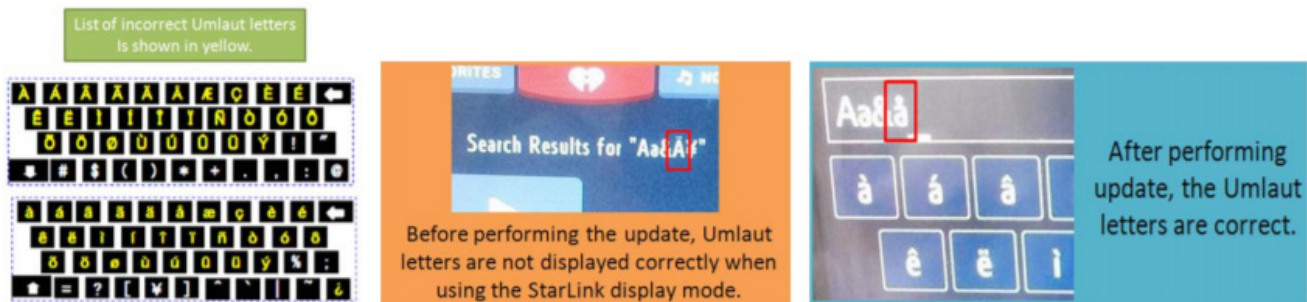 List of incorrect Umlaut letters
Is shown in yellow.
À Á Â Ã Ä Å Æ Ç È É
Ê Ë Ì Í Î Ï Ñ Ò Ó Ô
Õ Ö Ø Ù Ú Û Ü Ý ! "
# $ ( ) * + . , : @
à á â ã ä å æ ç è é
ê ë ì í î ï ñ ò ó ô
õ ö ø ù ú û ü ý % ;
= ? [ ¥ ] ^ ` | ~ ¿
ORITES
Search Results for "Aa&Ã¥"
Before performing the update, Umlaut
letters are not displayed correctly when
using the StarLink display mode.
Aa&å_
à á â
ê ë ì
After performing
update, the Umlaut
letters are correct.